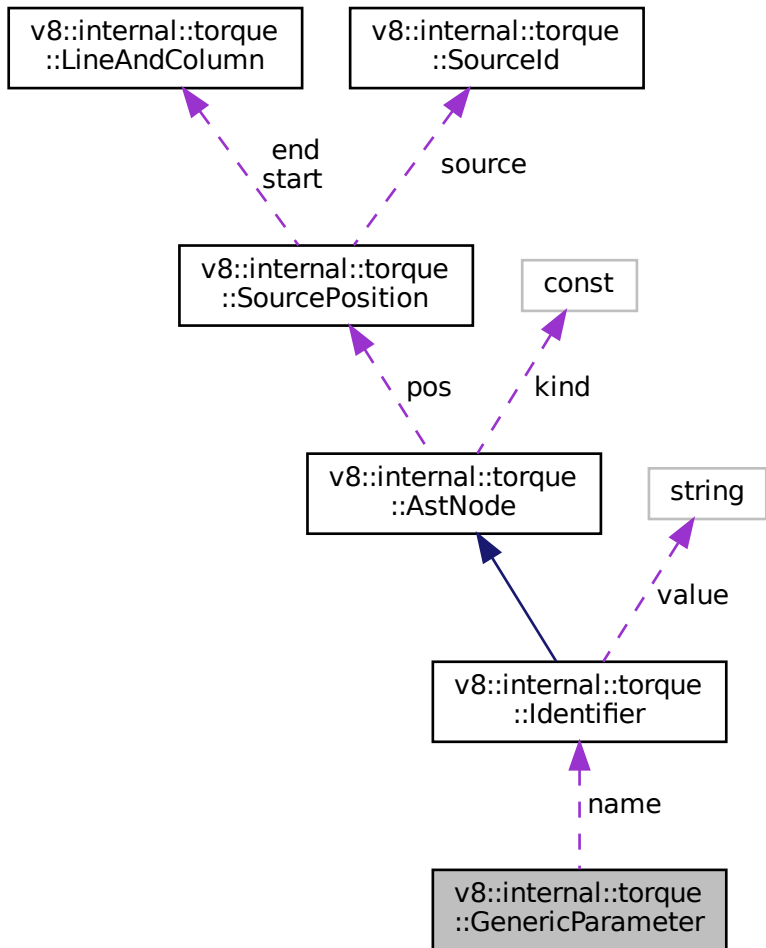 v8::internal::torque
::LineAndColumn
v8::internal::torque
::SourceId
end
start
source
v8::internal::torque
::SourcePosition
const
pos
kind
v8::internal::torque
::AstNode
string
value
v8::internal::torque
::Identifier
name
v8::internal::torque
::GenericParameter